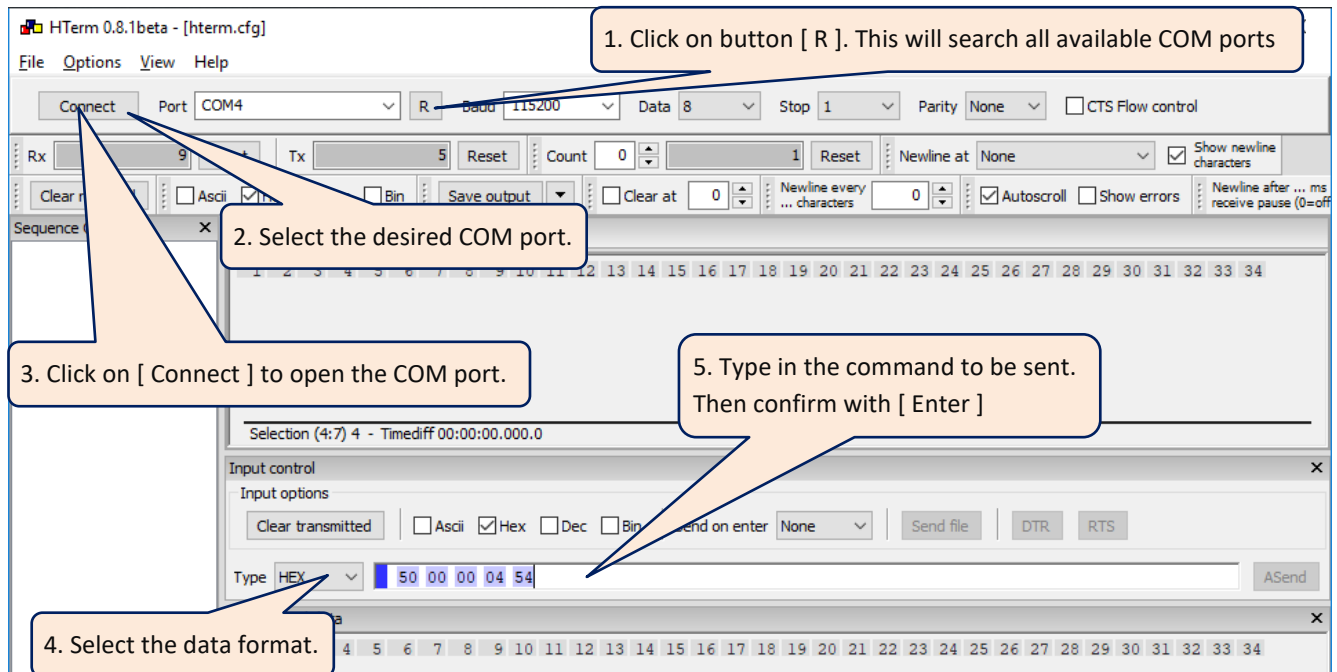 HTerm 0.8.1beta - [hterm.cfg]
1. Click on button [ R ]. This will search all available COM ports
File Options View Help
Connect Port COM4 R Baud 115200 Data 8 Stop 1 Parity None CTS Flow control
Rx 9 Tx 5 Reset Count 0 1 Reset Newline at None Show newline characters
Clear Ascii Bin Save output Clear at 0 Newline every ... characters 0 Autoscroll Show errors Newline after ... ms receive pause (0=off
Sequence
2. Select the desired COM port.
1 2 3 4 5 6 7 8 9 10 11 12 13 14 15 16 17 18 19 20 21 22 23 24 25 26 27 28 29 30 31 32 33 34
3. Click on [ Connect ] to open the COM port.
5. Type in the command to be sent.
Then confirm with [ Enter ]
Selection (4:7) 4 - Timediff 00:00:00.000.0
Input control
Input options
Clear transmitted Ascii Hex Dec Bin end on enter None Send file DTR RTS
Type HEX 50 00 00 04 54 ASend
4. Select the data format.
4 5 6 7 8 9 10 11 12 13 14 15 16 17 18 19 20 21 22 23 24 25 26 27 28 29 30 31 32 33 34